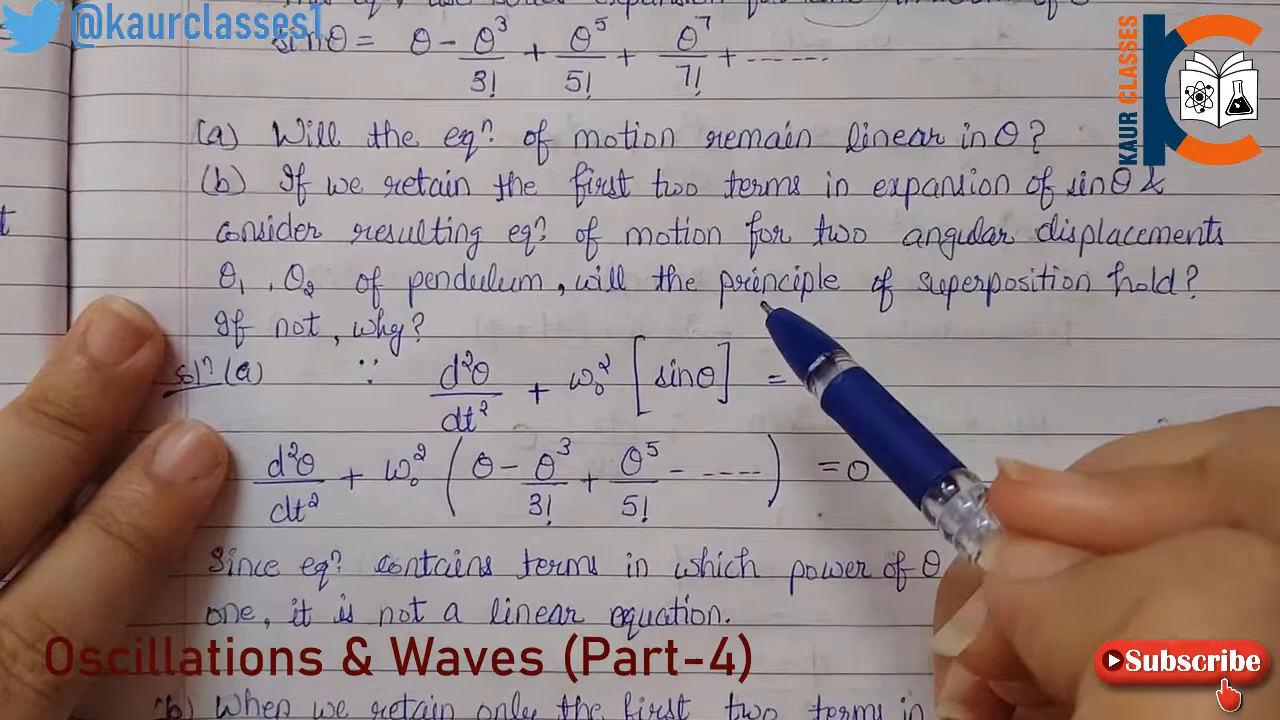 @kaurclasses1
sinθ = θ - θ³/3! + θ⁵/5! + θ⁷/7! + ......
(a) Will the eqⁿ. of motion remain linear in θ?
(b) If we retain the first two terms in expansion of sinθ &
consider resulting eqⁿ. of motion for two angular displacements
θ₁, θ₂ of pendulum, will the principle of superposition hold?
If not, why?
Solⁿ. (a) ∵ d²θ/dt² + ω₀² [sinθ] =
d²θ/dt² + ω₀² (θ - θ³/3! + θ⁵/5! - .....) = 0
Since eqⁿ. contains terms in which power of θ
one, it is not a linear equation.
(b) When we retain only the first two terms in
Oscillations & Waves (Part-4)
KAUR CLASSES
Subscribe